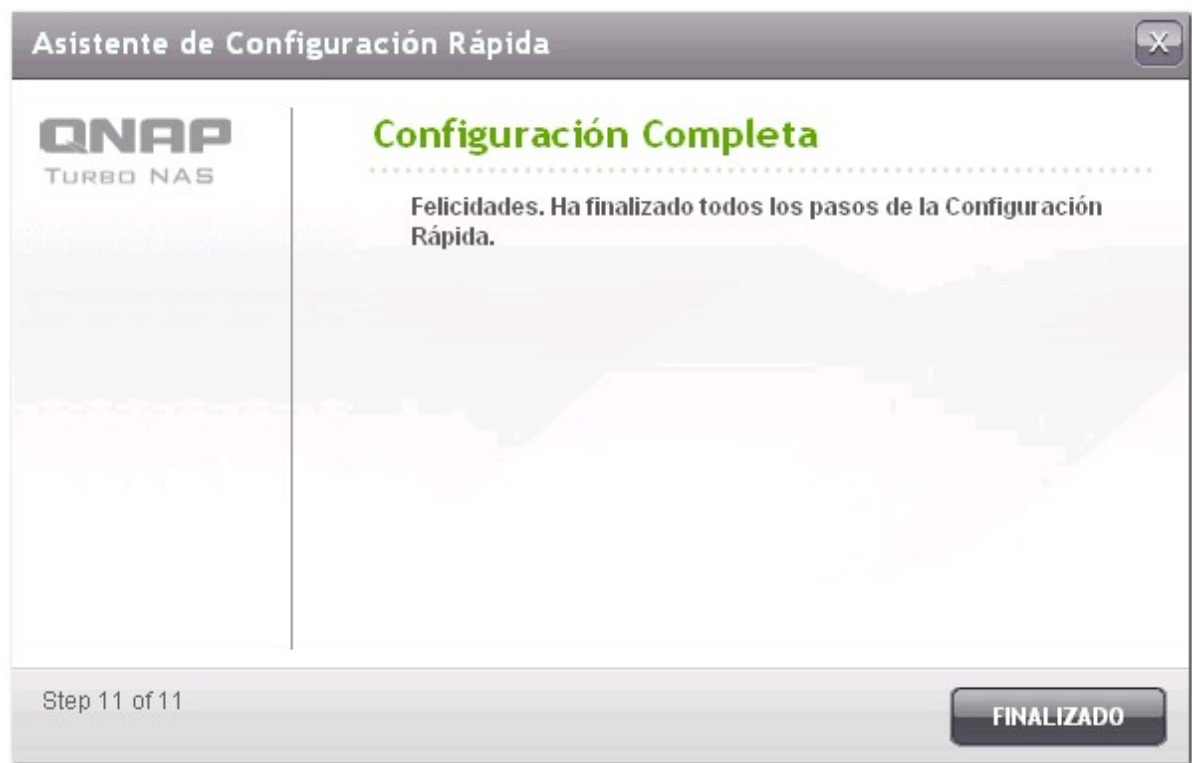 Asistente de Configuración Rápida
X
QNAP
TURBO NAS
Configuración Completa
Felicidades. Ha finalizado todos los pasos de la Configuración
Rápida.
Step 11 of 11
FINALIZADO